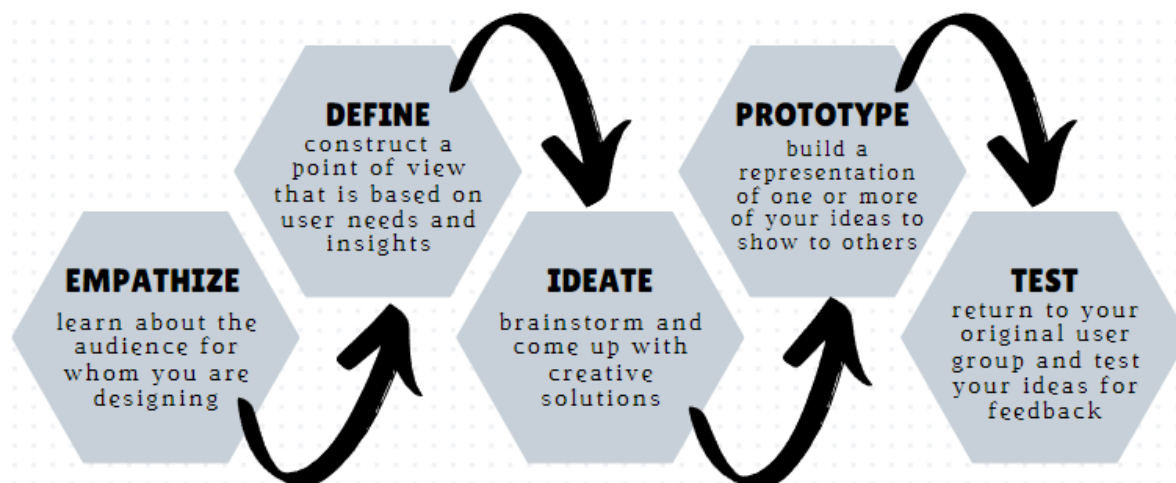 EMPATHIZE
learn about the
audience for
whom you are
designing
DEFINE
construct a
point of view
that is based on
user needs and
insights
IDEATE
brainstorm and
come up with
creative
solutions
PROTOTYPE
build a
representation
of one or more
of your ideas to
show to others
TEST
return to your
original user
group and test
your ideas for
feedback